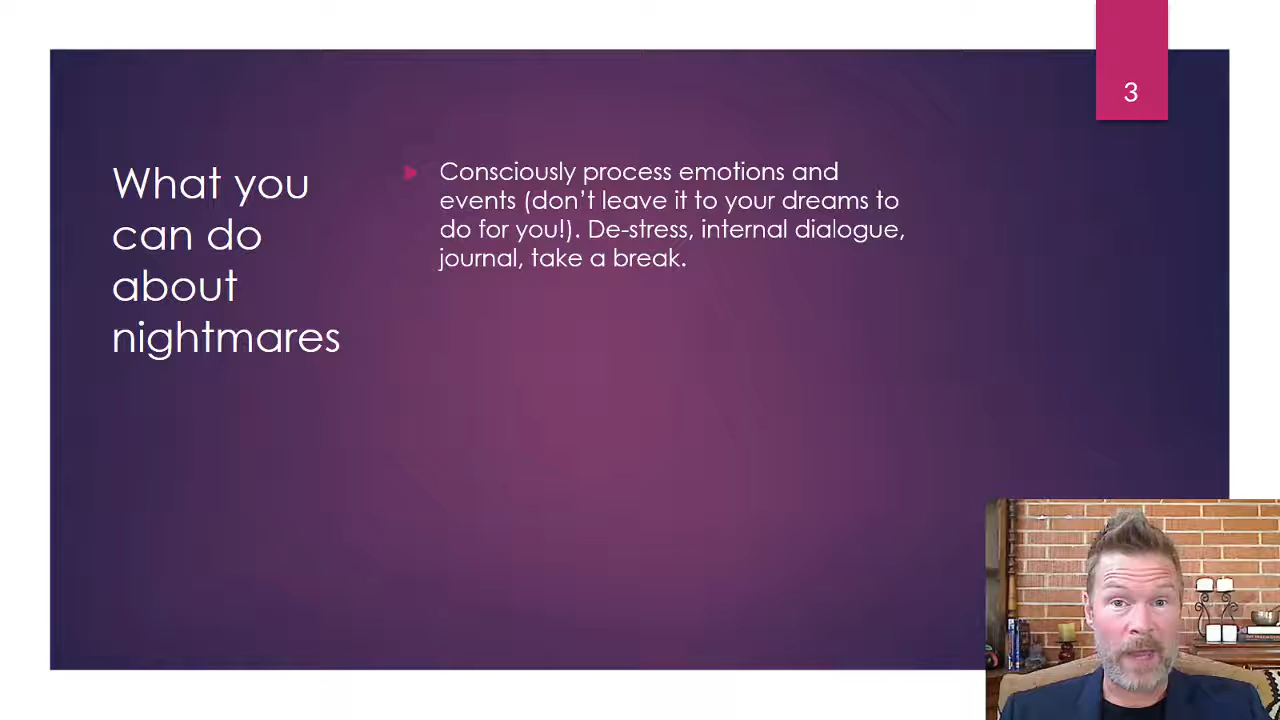 3
What you
can do
about
nightmares
Consciously process emotions and
events (don’t leave it to your dreams to
do for you!). De-stress, internal dialogue,
journal, take a break.